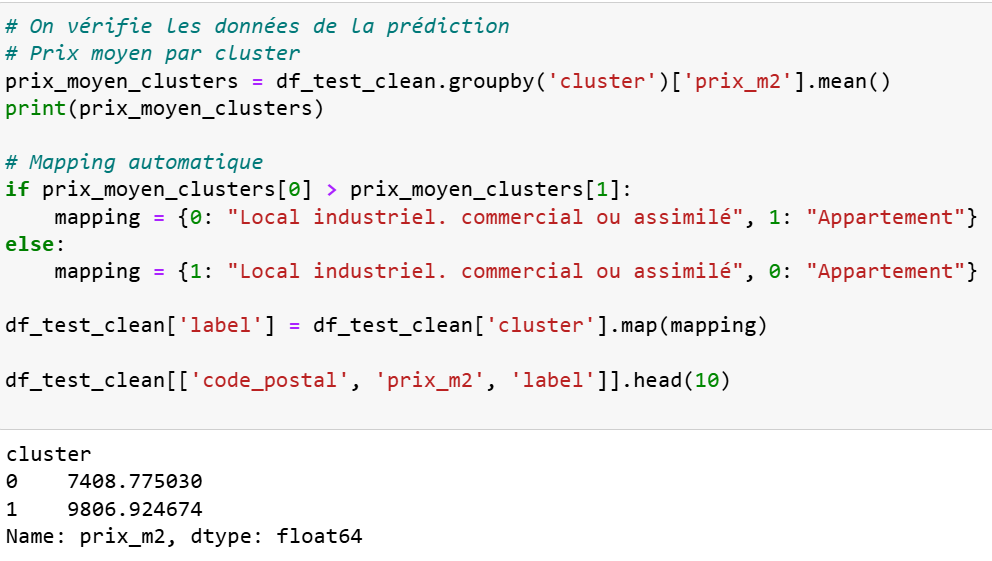 # On vérifie les données de la prédiction
# Prix moyen par cluster
prix_moyen_clusters = df_test_clean.groupby('cluster')['prix_m2'].mean()
print(prix_moyen_clusters)

# Mapping automatique
if prix_moyen_clusters[0] > prix_moyen_clusters[1]:
    mapping = {0: "Local industriel. commercial ou assimilé", 1: "Appartement"}
else:
    mapping = {1: "Local industriel. commercial ou assimilé", 0: "Appartement"}

df_test_clean['label'] = df_test_clean['cluster'].map(mapping)

df_test_clean[['code_postal', 'prix_m2', 'label']].head(10)

cluster
0    7408.775030
1    9806.924674
Name: prix_m2, dtype: float64